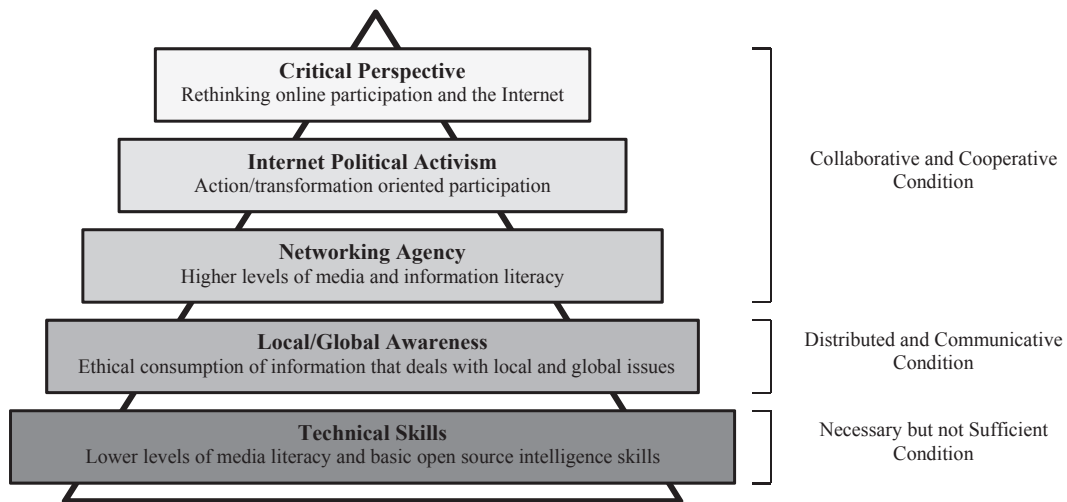 Critical Perspective
Rethinking online participation and the Internet
Internet Political Activism
Action/transformation oriented participation
Networking Agency
Higher levels of media and information literacy
Local/Global Awareness
Ethical consumption of information that deals with local and global issues
Technical Skills
Lower levels of media literacy and basic open source intelligence skills
Collaborative and Cooperative
Condition
Distributed and Communicative
Condition
Necessary but not Sufficient
Condition